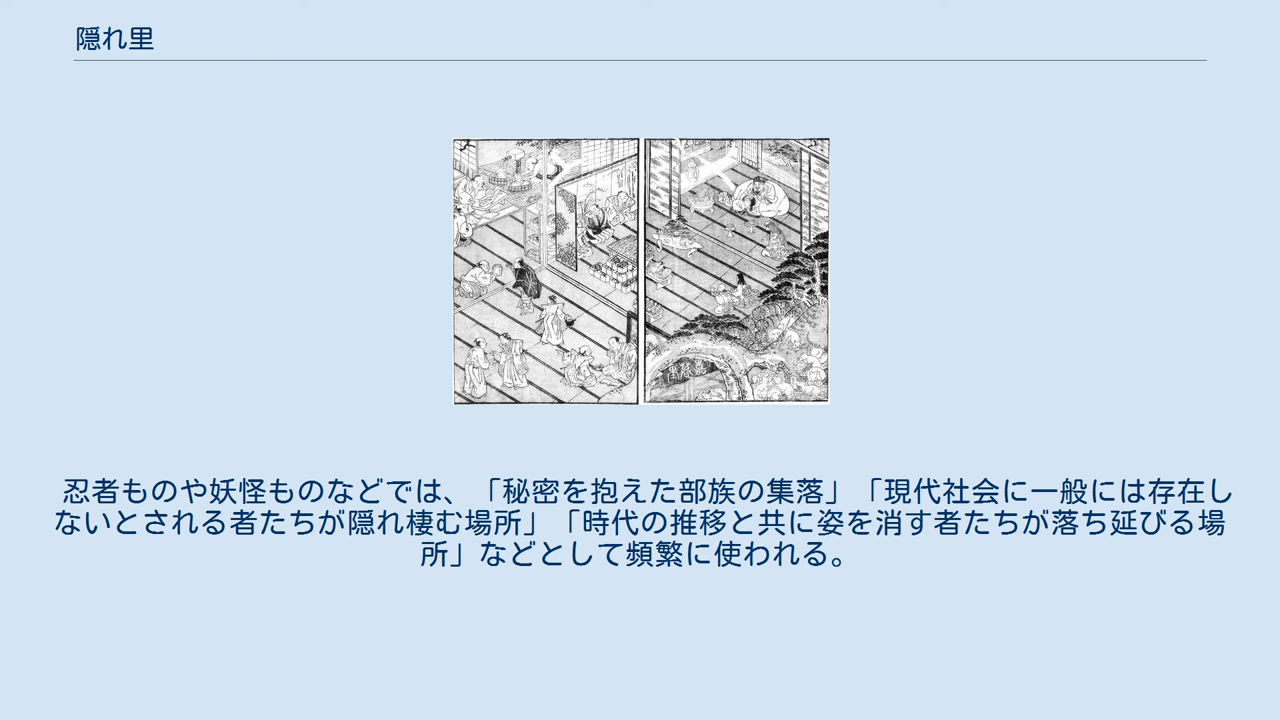 隠れ里
忍者ものや妖怪ものなどでは、「秘密を抱えた部族の集落」「現代社会に一般には存在し
ないとされる者たちが隠れ棲む場所」「時代の推移と共に姿を消す者たちが落ち延びる場
所」などとして頻繁に使われる。